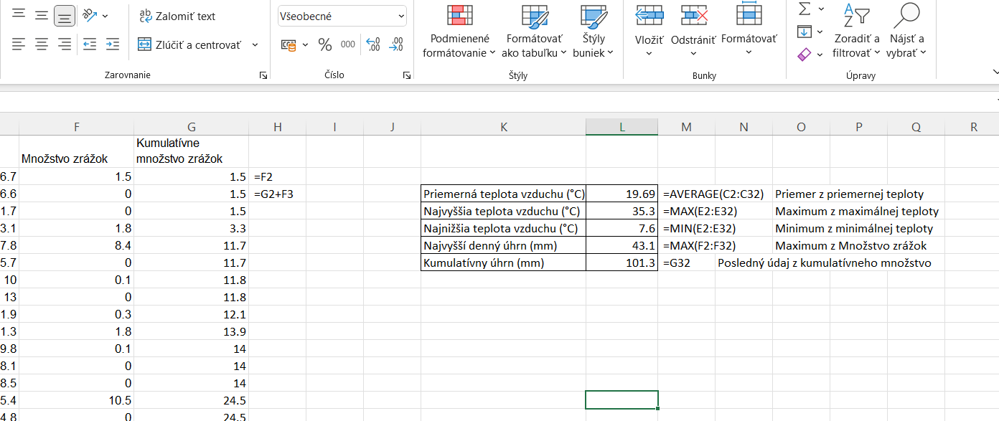 ab
c
Zalomiť text
Zlúčiť a centrovať
Zarovnanie
Všeobecné
% 000 ,00 ,00
Číslo
Podmienené
formátovanie
Formátovať
ako tabuľku
Štýly
buniek
Štýly
Vložiť
Odstrániť
Formátovať
Bunky
Σ
A
Z
Zoradiť a
filtrovať
Nájsť a
vybrať
Úpravy
F G H I J K L M N O P Q R
Množstvo zrážok
Kumulatívne
množstvo zrážok
6.7 1.5 1.5 =F2
6.6 0 1.5 =G2+F3 Priemerná teplota vzduchu (°C) 19.69 =AVERAGE(C2:C32) Priemer z priemernej teploty
1.7 0 1.5 Najvyššia teplota vzduchu (°C) 35.3 =MAX(E2:E32) Maximum z maximálnej teploty
3.1 1.8 3.3 Najnižšia teplota vzduchu (°C) 7.6 =MIN(E2:E32) Minimum z minimálnej teploty
7.8 8.4 11.7 Najvyšší denný úhrn (mm) 43.1 =MAX(F2:F32) Maximum z Množstvo zrážok
5.7 0 11.7 Kumulatívny úhrn (mm) 101.3 =G32 Posledný údaj z kumulatívneho množstvo
10 0.1 11.8
13 0 11.8
1.9 0.3 12.1
1.3 1.8 13.9
9.8 0.1 14
8.1 0 14
8.5 0 14
5.4 10.5 24.5
4.8 0 24.5